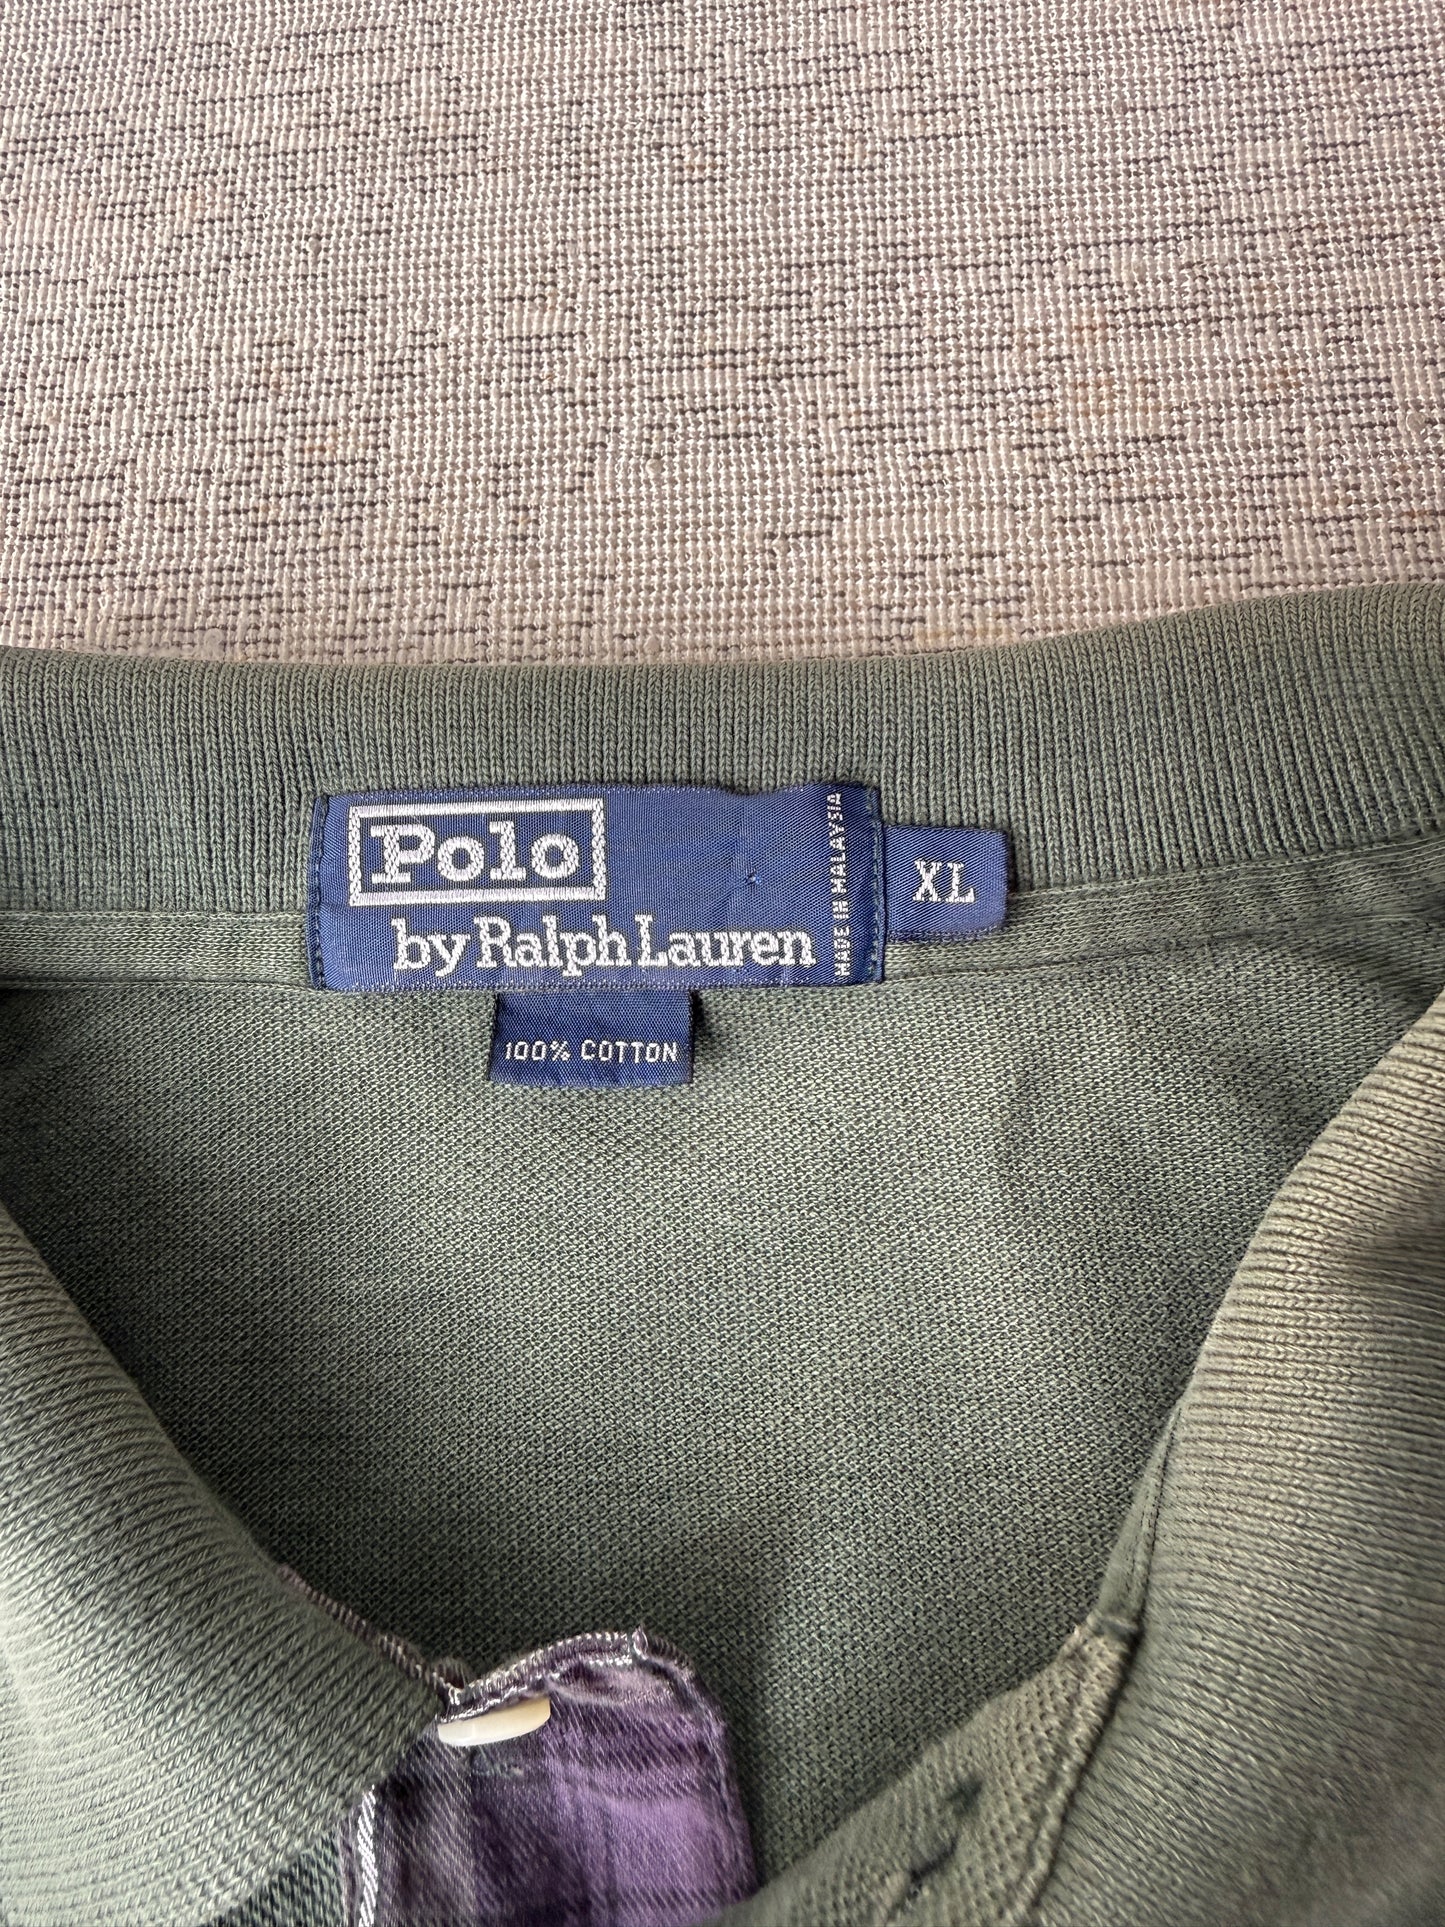 Polo
by Ralph Lauren
MADE IN MALAYSIA
XL
100% COTTON